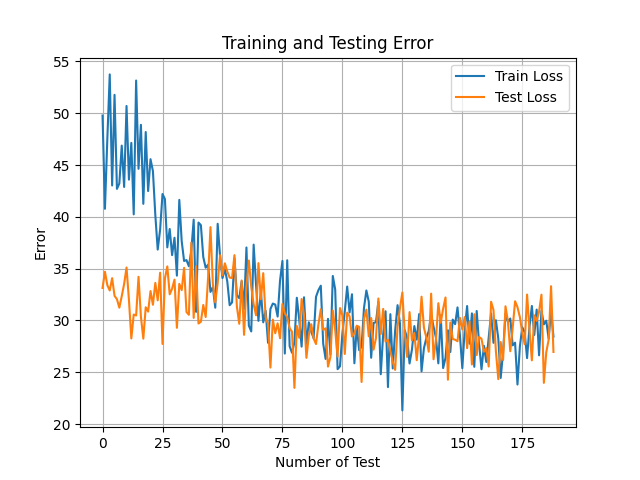 Training and Testing Error
Train Loss
Test Loss
55
50
45
40
35
30
25
20
Error
0 25 50 75 100 125 150 175
Number of Test